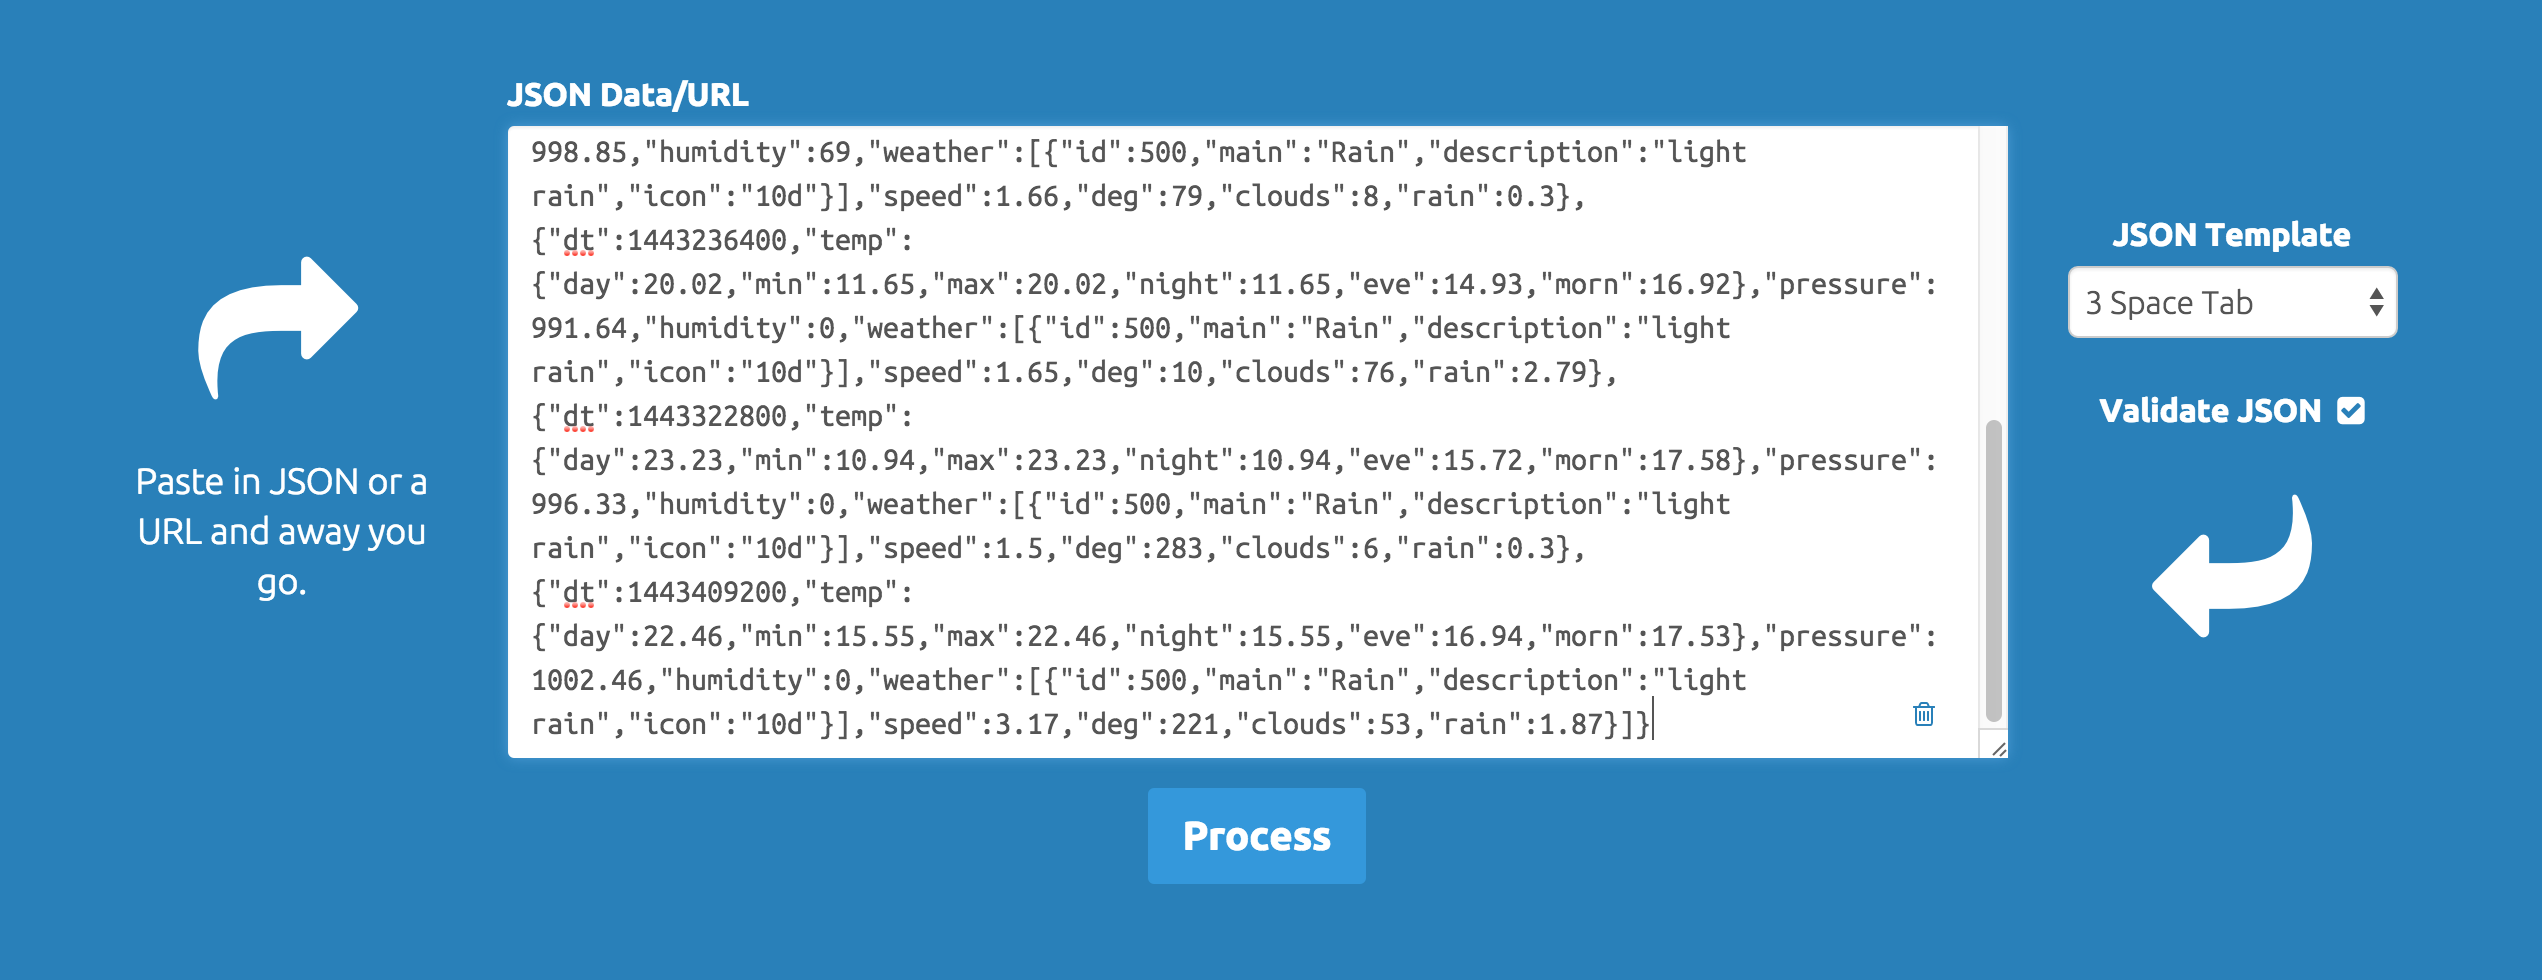 JSON Data/URL
998.85,"humidity":69,"weather":[{"id":500,"main":"Rain","description":"light
rain","icon":"10d"}],"speed":1.66,"deg":79,"clouds":8,"rain":0.3},
{"dt":1443236400,"temp":
{"day":20.02,"min":11.65,"max":20.02,"night":11.65,"eve":14.93,"morn":16.92},"pressure":
991.64,"humidity":0,"weather":[{"id":500,"main":"Rain","description":"light
rain","icon":"10d"}],"speed":1.65,"deg":10,"clouds":76,"rain":2.79},
{"dt":1443322800,"temp":
{"day":23.23,"min":10.94,"max":23.23,"night":10.94,"eve":15.72,"morn":17.58},"pressure":
996.33,"humidity":0,"weather":[{"id":500,"main":"Rain","description":"light
rain","icon":"10d"}],"speed":1.5,"deg":283,"clouds":6,"rain":0.3},
{"dt":1443409200,"temp":
{"day":22.46,"min":15.55,"max":22.46,"night":15.55,"eve":16.94,"morn":17.53},"pressure":
1002.46,"humidity":0,"weather":[{"id":500,"main":"Rain","description":"light
rain","icon":"10d"}],"speed":3.17,"deg":221,"clouds":53,"rain":1.87}]}
Paste in JSON or a
URL and away you
go.
JSON Template
3 Space Tab
Validate JSON
Process